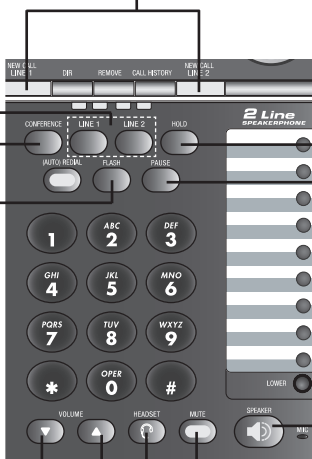 NEW CALL LINE 1
DIR
REMOVE
CALL HISTORY
NEW CALL LINE 2
2 Line
SPEAKERPHONE
CONFERENCE
LINE 1
LINE 2
HOLD
(AUTO) REDIAL
FLASH
PAUSE
1
ABC
2
DEF
3
GHI
4
JKL
5
MNO
6
PQRS
7
TUV
8
WXYZ
9
*
OPER
0
#
LOWER
VOLUME
HEADSET
MUTE
SPEAKER
MIC